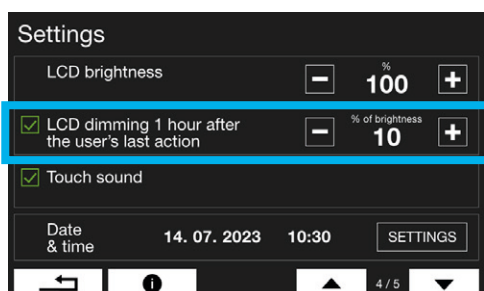 Settings
LCD brightness
%
− 100 +
LCD dimming 1 hour after
the user's last action
% of brightness
− 10 +
Touch sound
Date
& time
14. 07. 2023 10:30 SETTINGS
4/5